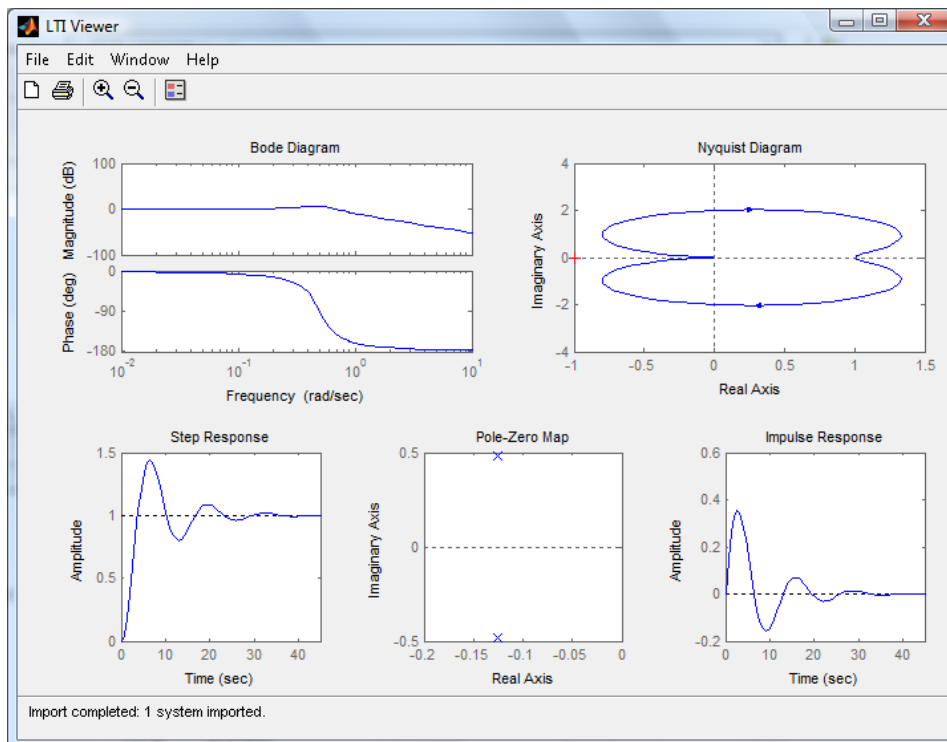 LTI Viewer
File Edit Window Help
Bode Diagram
Magnitude (dB)
100
0
-100
Phase (deg)
0
-90
-180
10^-2 10^-1 10^0 10^1
Frequency (rad/sec)
Nyquist Diagram
Imaginary Axis
4
2
0
-2
-4
-1 -0.5 0 0.5 1 1.5
Real Axis
Step Response
Amplitude
1.5
1
0.5
0
0 10 20 30 40
Time (sec)
Pole-Zero Map
Imaginary Axis
0.5
0
-0.5
-0.2 -0.15 -0.1 -0.05 0
Real Axis
Impulse Response
Amplitude
0.6
0.4
0.2
0
-0.2
0 10 20 30 40
Time (sec)
Import completed: 1 system imported.